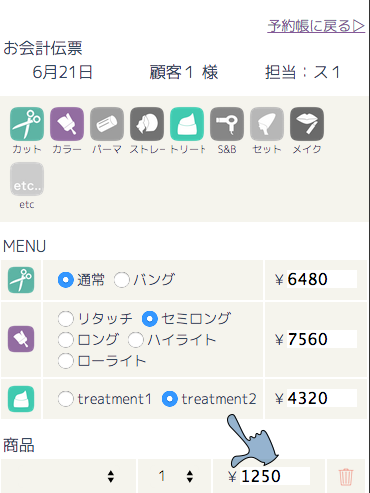 予約帳に戻る▷
お会計伝票
6月21日 顧客1 様 担当：ス1
カット カラー パーマ ストレー トリート S&B セット メイク
etc..
etc
MENU
通常 バング ¥6480
リタッチ セミロング
ロング ハイライト ¥7560
ローライト
treatment1 treatment2 ¥4320
商品
1 ¥1250